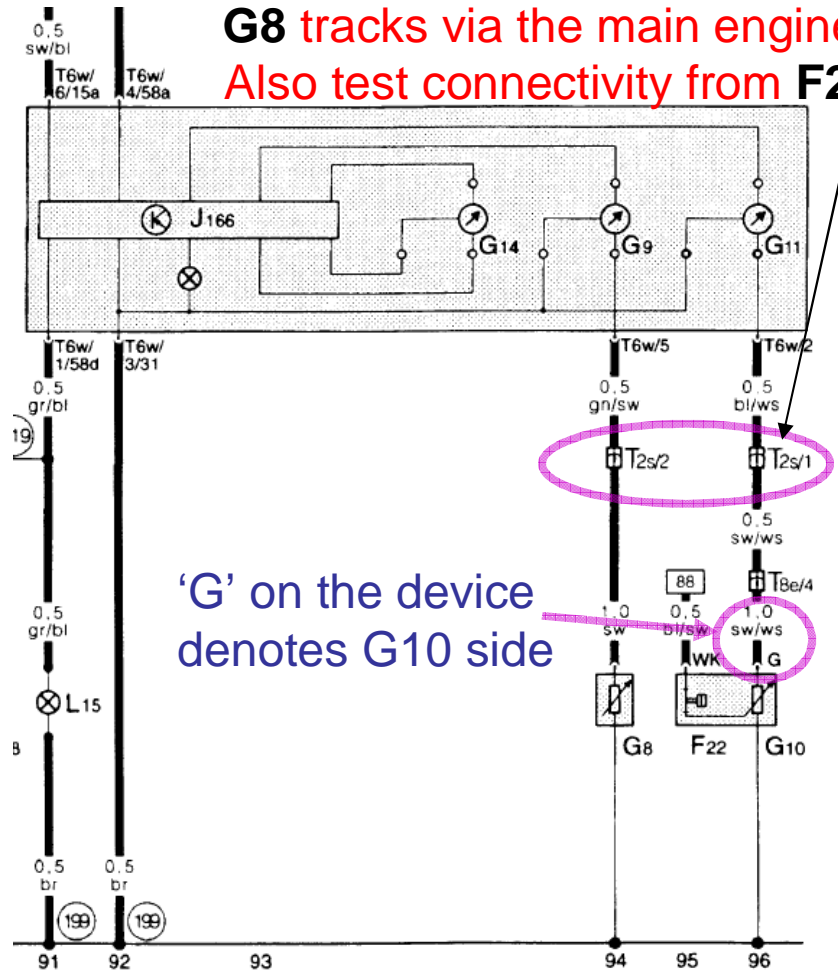 G8 tracks via the main engine
Also test connectivity from F2
0.5
sw/bl
T6w/
6/15a
T6w/
4/58a
K
J166
G14
G9
G11
T6w/
1/58d
T6w/
3/31
T6w/5
T6w/2
0.5
gr/bl
0.5
gn/sw
0.5
bl/ws
19
T2s/2
T2s/1
0.5
sw/ws
'G' on the device
denotes G10 side
88
T8e/4
0.5
gr/bl
1.0
sw
0.5
bl/sw
1.0
sw/ws
WK
G
L15
8
G8
F22
G10
0.5
br
0.5
br
199
199
91
92
93
94
95
96